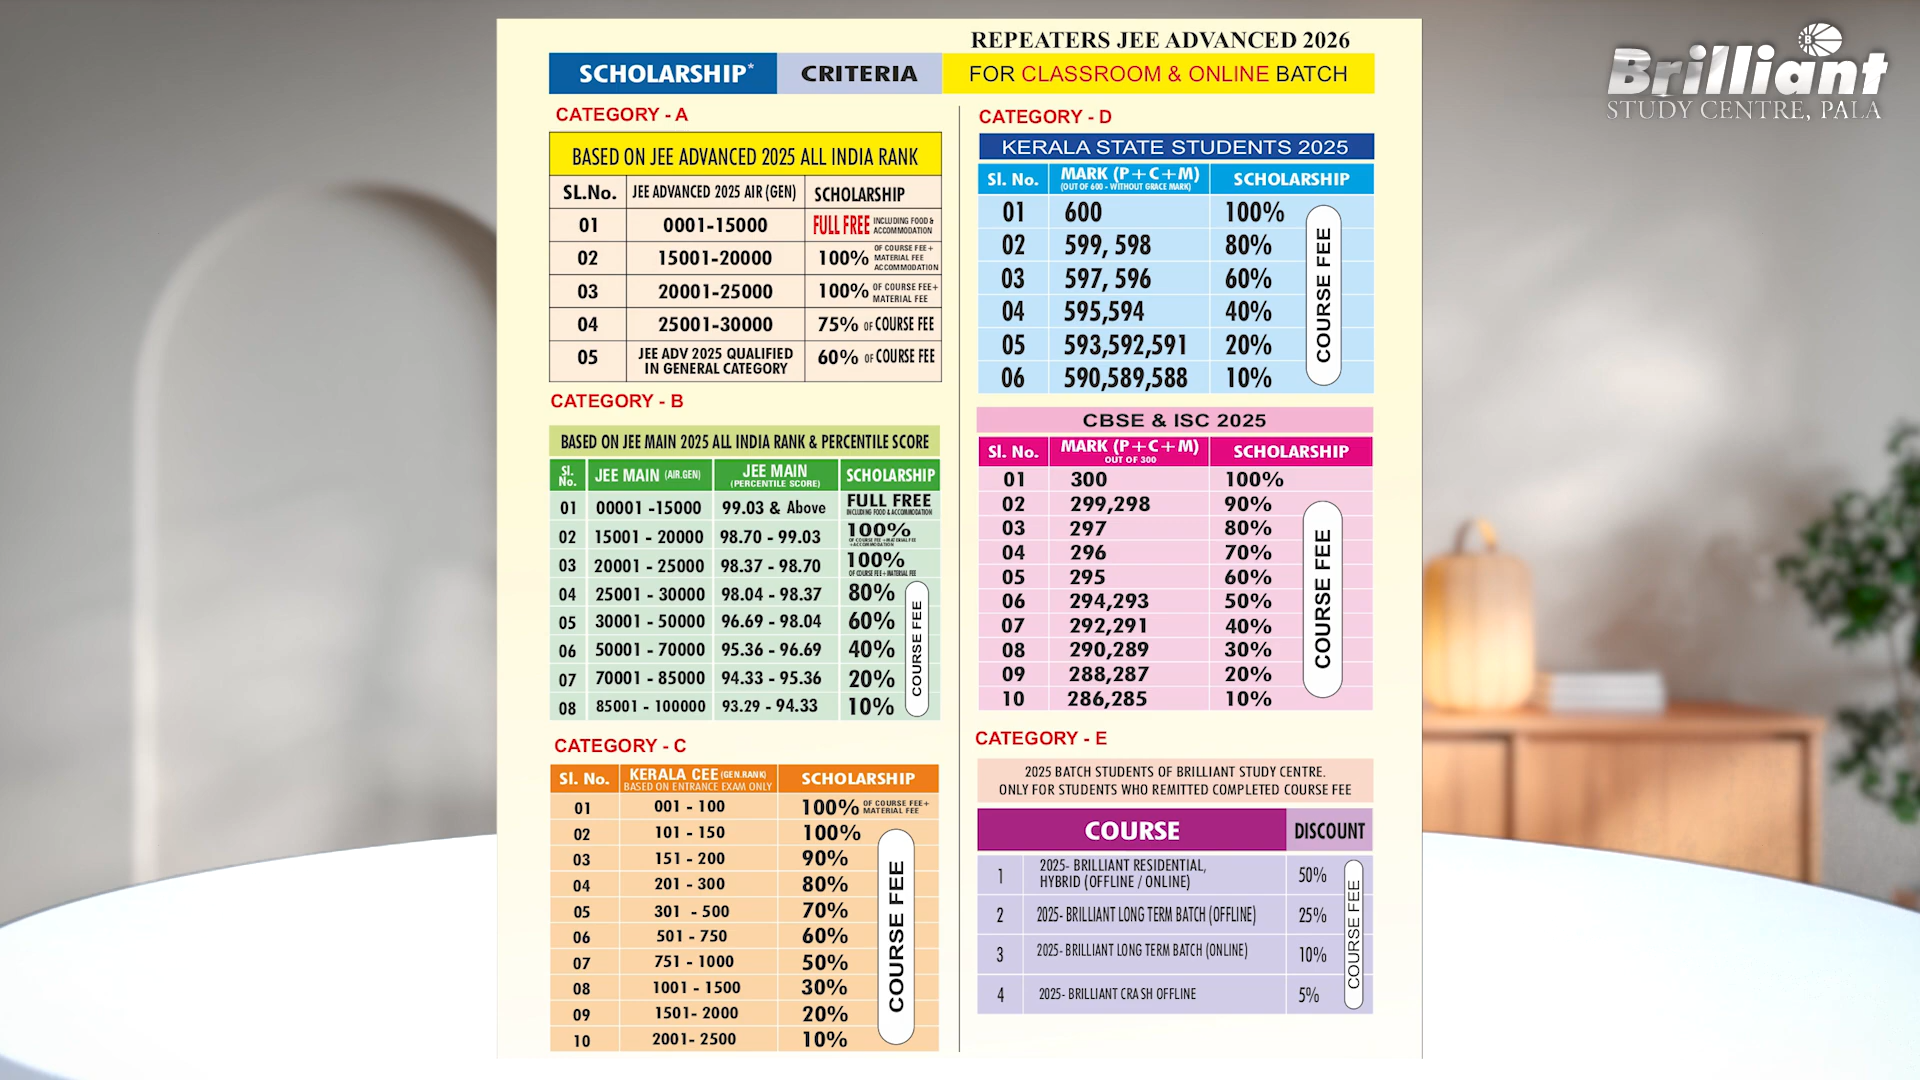 Brilliant
STUDY CENTRE, PALA
REPEATERS JEE ADVANCED 2026
SCHOLARSHIP* CRITERIA FOR CLASSROOM & ONLINE BATCH
CATEGORY - A
BASED ON JEE ADVANCED 2025 ALL INDIA RANK
SL.No. JEE ADVANCED 2025 AIR (GEN) SCHOLARSHIP
01 0001-15000 FULL FREE INCLUDING FOOD & ACCOMMODATION
02 15001-20000 100% OF COURSE FEE+ MATERIAL FEE ACCOMMODATION
03 20001-25000 100% OF COURSE FEE+ MATERIAL FEE
04 25001-30000 75% OF COURSE FEE
05 JEE ADV 2025 QUALIFIED IN GENERAL CATEGORY 60% OF COURSE FEE
CATEGORY - B
BASED ON JEE MAIN 2025 ALL INDIA RANK & PERCENTILE SCORE
Sl. No. JEE MAIN (AIR.GEN) JEE MAIN (PERCENTILE SCORE) SCHOLARSHIP
01 00001 -15000 99.03 & Above FULL FREE INCLUDING FOOD & ACCOMMODATION
02 15001 - 20000 98.70 - 99.03 100% OF COURSE FEE +MATERIAL FEE +ACCOMMODATION
03 20001 - 25000 98.37 - 98.70 100% OF COURSE FEE+MATERIAL FEE
04 25001 - 30000 98.04 - 98.37 80%
05 30001 - 50000 96.69 - 98.04 60%
06 50001 - 70000 95.36 - 96.69 40%
07 70001 - 85000 94.33 - 95.36 20%
08 85001 - 100000 93.29 - 94.33 10%
COURSE FEE
CATEGORY - C
Sl. No. KERALA CEE (GEN.RANK) BASED ON ENTRANCE EXAM ONLY SCHOLARSHIP
01 001 - 100 100% OF COURSE FEE+ MATERIAL FEE
02 101 - 150 100%
03 151 - 200 90%
04 201 - 300 80%
05 301 - 500 70%
06 501 - 750 60%
07 751 - 1000 50%
08 1001 - 1500 30%
09 1501- 2000 20%
10 2001- 2500 10%
COURSE FEE
CATEGORY - D
KERALA STATE STUDENTS 2025
Sl. No. MARK (P+C+M) (OUT OF 600 - WITHOUT GRACE MARK) SCHOLARSHIP
01 600 100%
02 599, 598 80%
03 597, 596 60%
04 595,594 40%
05 593,592,591 20%
06 590,589,588 10%
COURSE FEE
CBSE & ISC 2025
Sl. No. MARK (P+C+M) OUT OF 300 SCHOLARSHIP
01 300 100%
02 299,298 90%
03 297 80%
04 296 70%
05 295 60%
06 294,293 50%
07 292,291 40%
08 290,289 30%
09 288,287 20%
10 286,285 10%
COURSE FEE
CATEGORY - E
2025 BATCH STUDENTS OF BRILLIANT STUDY CENTRE.
ONLY FOR STUDENTS WHO REMITTED COMPLETED COURSE FEE
COURSE DISCOUNT
1 2025- BRILLIANT RESIDENTIAL, HYBRID (OFFLINE / ONLINE) 50%
2 2025- BRILLIANT LONG TERM BATCH (OFFLINE) 25%
3 2025- BRILLIANT LONG TERM BATCH (ONLINE) 10%
4 2025- BRILLIANT CRASH OFFLINE 5%
COURSE FEE